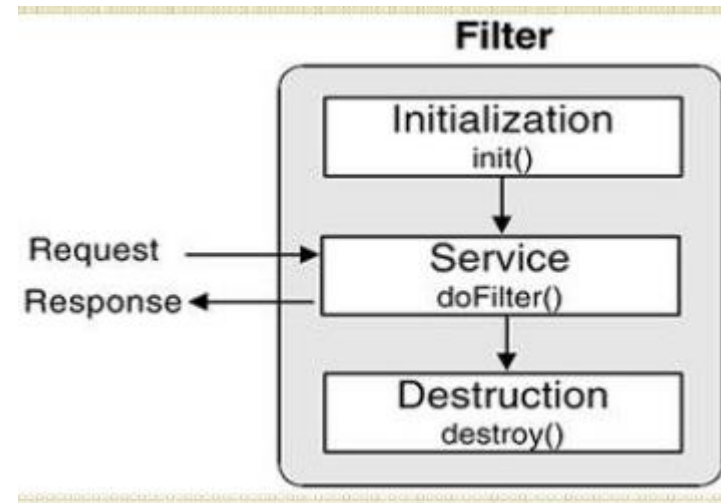 Filter
Initialization
init()
Request
Response
Service
doFilter()
Destruction
destroy()